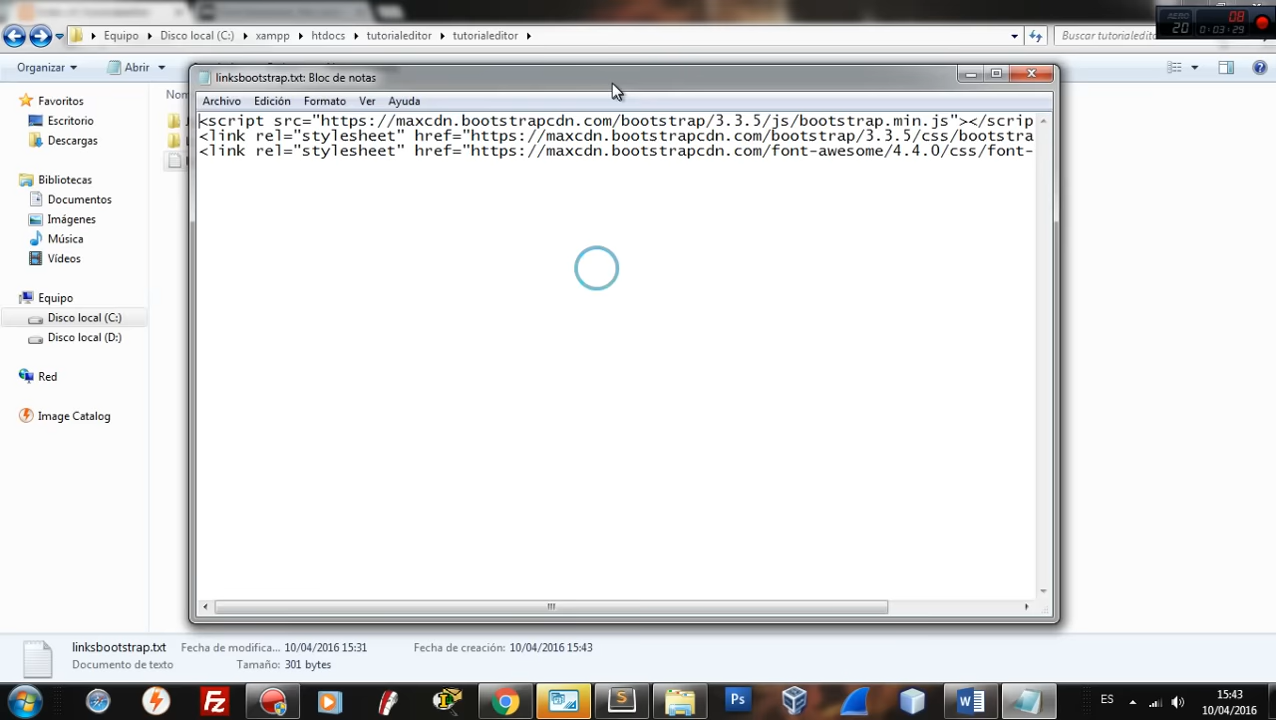 08
20
0:03:29
Equipo
Disco local (C:)
xampp
htdocs
tutorialeditor
Buscar tutorialedit
Organizar
Abrir
linksbootstrap.txt: Bloc de notas
Archivo Edición Formato Ver Ayuda
<script src="https://maxcdn.bootstrapcdn.com/bootstrap/3.3.5/js/bootstrap.min.js"></scrip
<link rel="stylesheet" href="https://maxcdn.bootstrapcdn.com/bootstrap/3.3.5/css/bootstra
<link rel="stylesheet" href="https://maxcdn.bootstrapcdn.com/font-awesome/4.4.0/css/font-
Favoritos
Escritorio
Descargas
Bibliotecas
Documentos
Imágenes
Música
Vídeos
Equipo
Disco local (C:)
Disco local (D:)
Red
Image Catalog
linksbootstrap.txt Fecha de modifica... 10/04/2016 15:31 Fecha de creación: 10/04/2016 15:43
Documento de texto Tamaño: 301 bytes
ES
15:43
10/04/2016